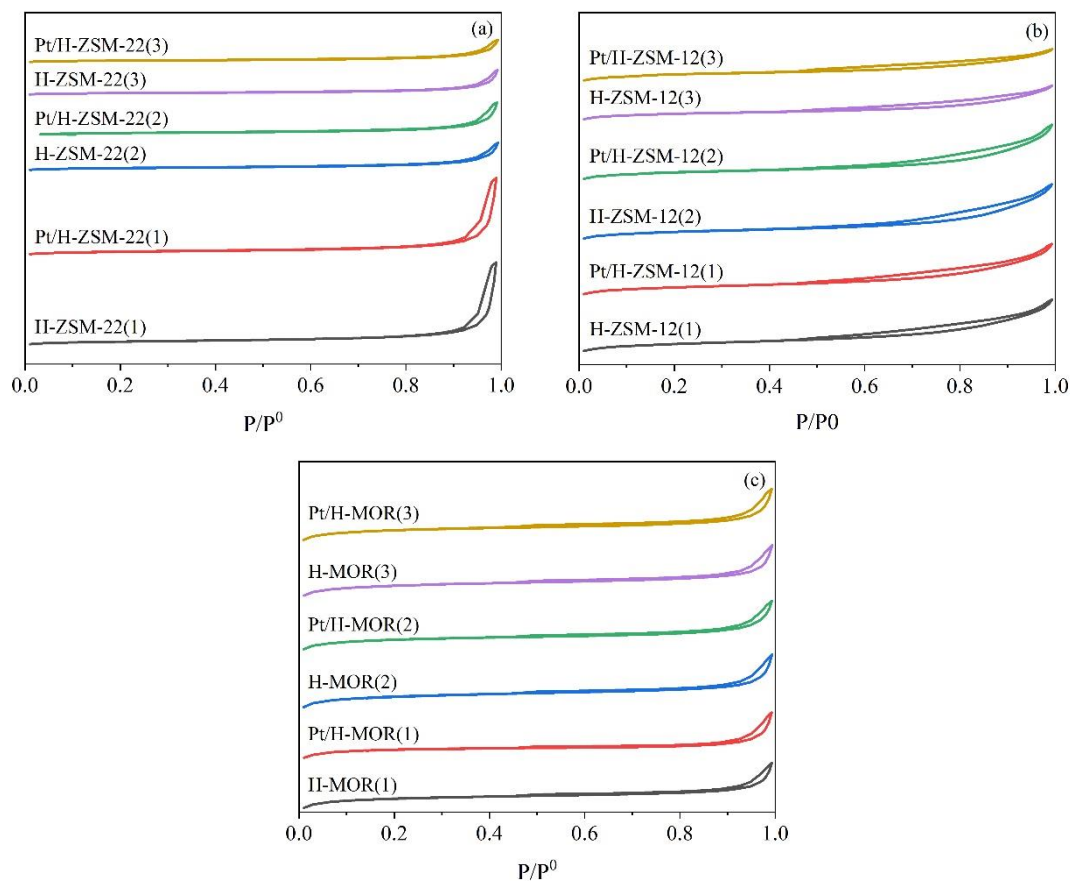 (a)
Pt/H-ZSM-22(3)
H-ZSM-22(3)
Pt/H-ZSM-22(2)
H-ZSM-22(2)
Pt/H-ZSM-22(1)
H-ZSM-22(1)
0.0 0.2 0.4 0.6 0.8 1.0
P/P⁰
(b)
Pt/H-ZSM-12(3)
H-ZSM-12(3)
Pt/H-ZSM-12(2)
H-ZSM-12(2)
Pt/H-ZSM-12(1)
H-ZSM-12(1)
0.0 0.2 0.4 0.6 0.8 1.0
P/P0
(c)
Pt/H-MOR(3)
H-MOR(3)
Pt/H-MOR(2)
H-MOR(2)
Pt/H-MOR(1)
H-MOR(1)
0.0 0.2 0.4 0.6 0.8 1.0
P/P⁰